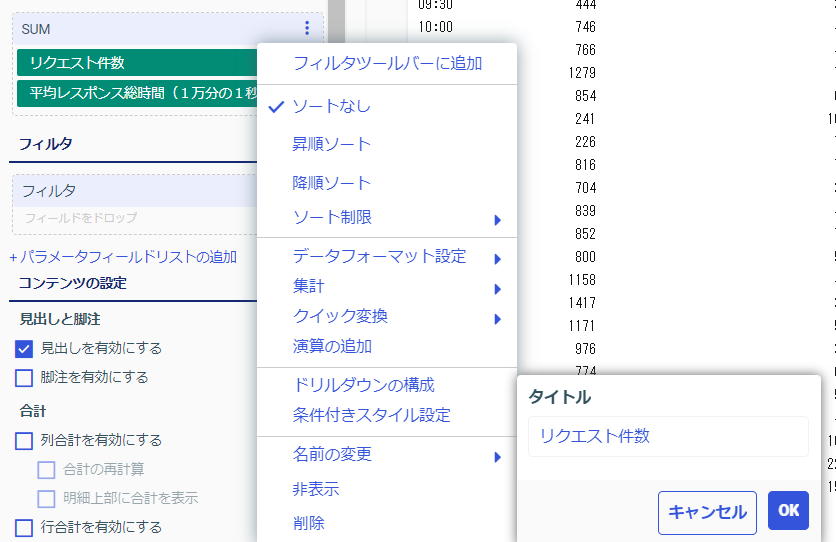 SUM
リクエスト件数
平均レスポンス総時間（１万分の１秒
フィルタ
フィルタ
フィールドをドロップ
+ パラメータフィールドリストの追加
コンテンツの設定
見出しと脚注
見出しを有効にする
脚注を有効にする
合計
列合計を有効にする
合計の再計算
明細上部に合計を表示
行合計を有効にする
フィルタツールバーに追加
ソートなし
昇順ソート
降順ソート
ソート制限
データフォーマット設定
集計
クイック変換
演算の追加
ドリルダウンの構成
条件付きスタイル設定
名前の変更
非表示
削除
09:30 444
10:00 746
766
1279
854
241
226
816
704
839
852
800
1158
1417
1171
976
774
タイトル
リクエスト件数
キャンセル OK